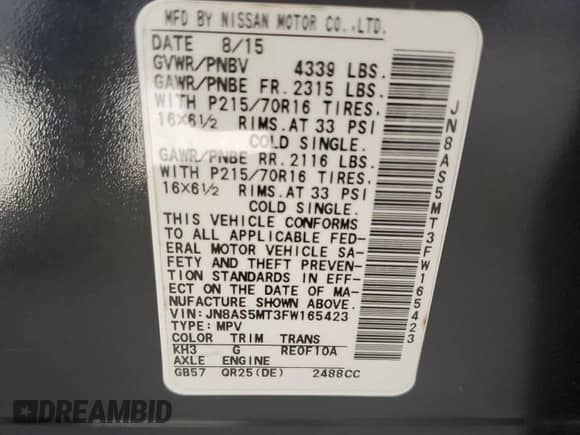 MFD BY NISSAN MOTOR CO.,LTD.
DATE 8/15
GVWR/PNBV 4339 LBS.
GAWR/PNBE FR. 2315 LBS.
WITH P215/70R16 TIRES.
16X6½ RIMS.AT 33 PSI
COLD SINGLE.
GAWR/PNBE RR. 2116 LBS.
WITH P215/70R16 TIRES.
16X6½ RIMS.AT 33 PSI
COLD SINGLE.
THIS VEHICLE CONFORMS
TO ALL APPLICABLE FED-
ERAL MOTOR VEHICLE SA-
FETY AND THEFT PREVEN-
TION STANDARDS IN EFF-
ECT ON THE DATE OF MA-
NUFACTURE SHOWN ABOVE.
VIN:JN8AS5MT3FW165423
TYPE:MPV
COLOR TRIM TRANS
KH3 G RE0F10A
AXLE ENGINE
GB57 QR25(DE) 2488CC
JN8AS5MT3FW165423
DREAMBID